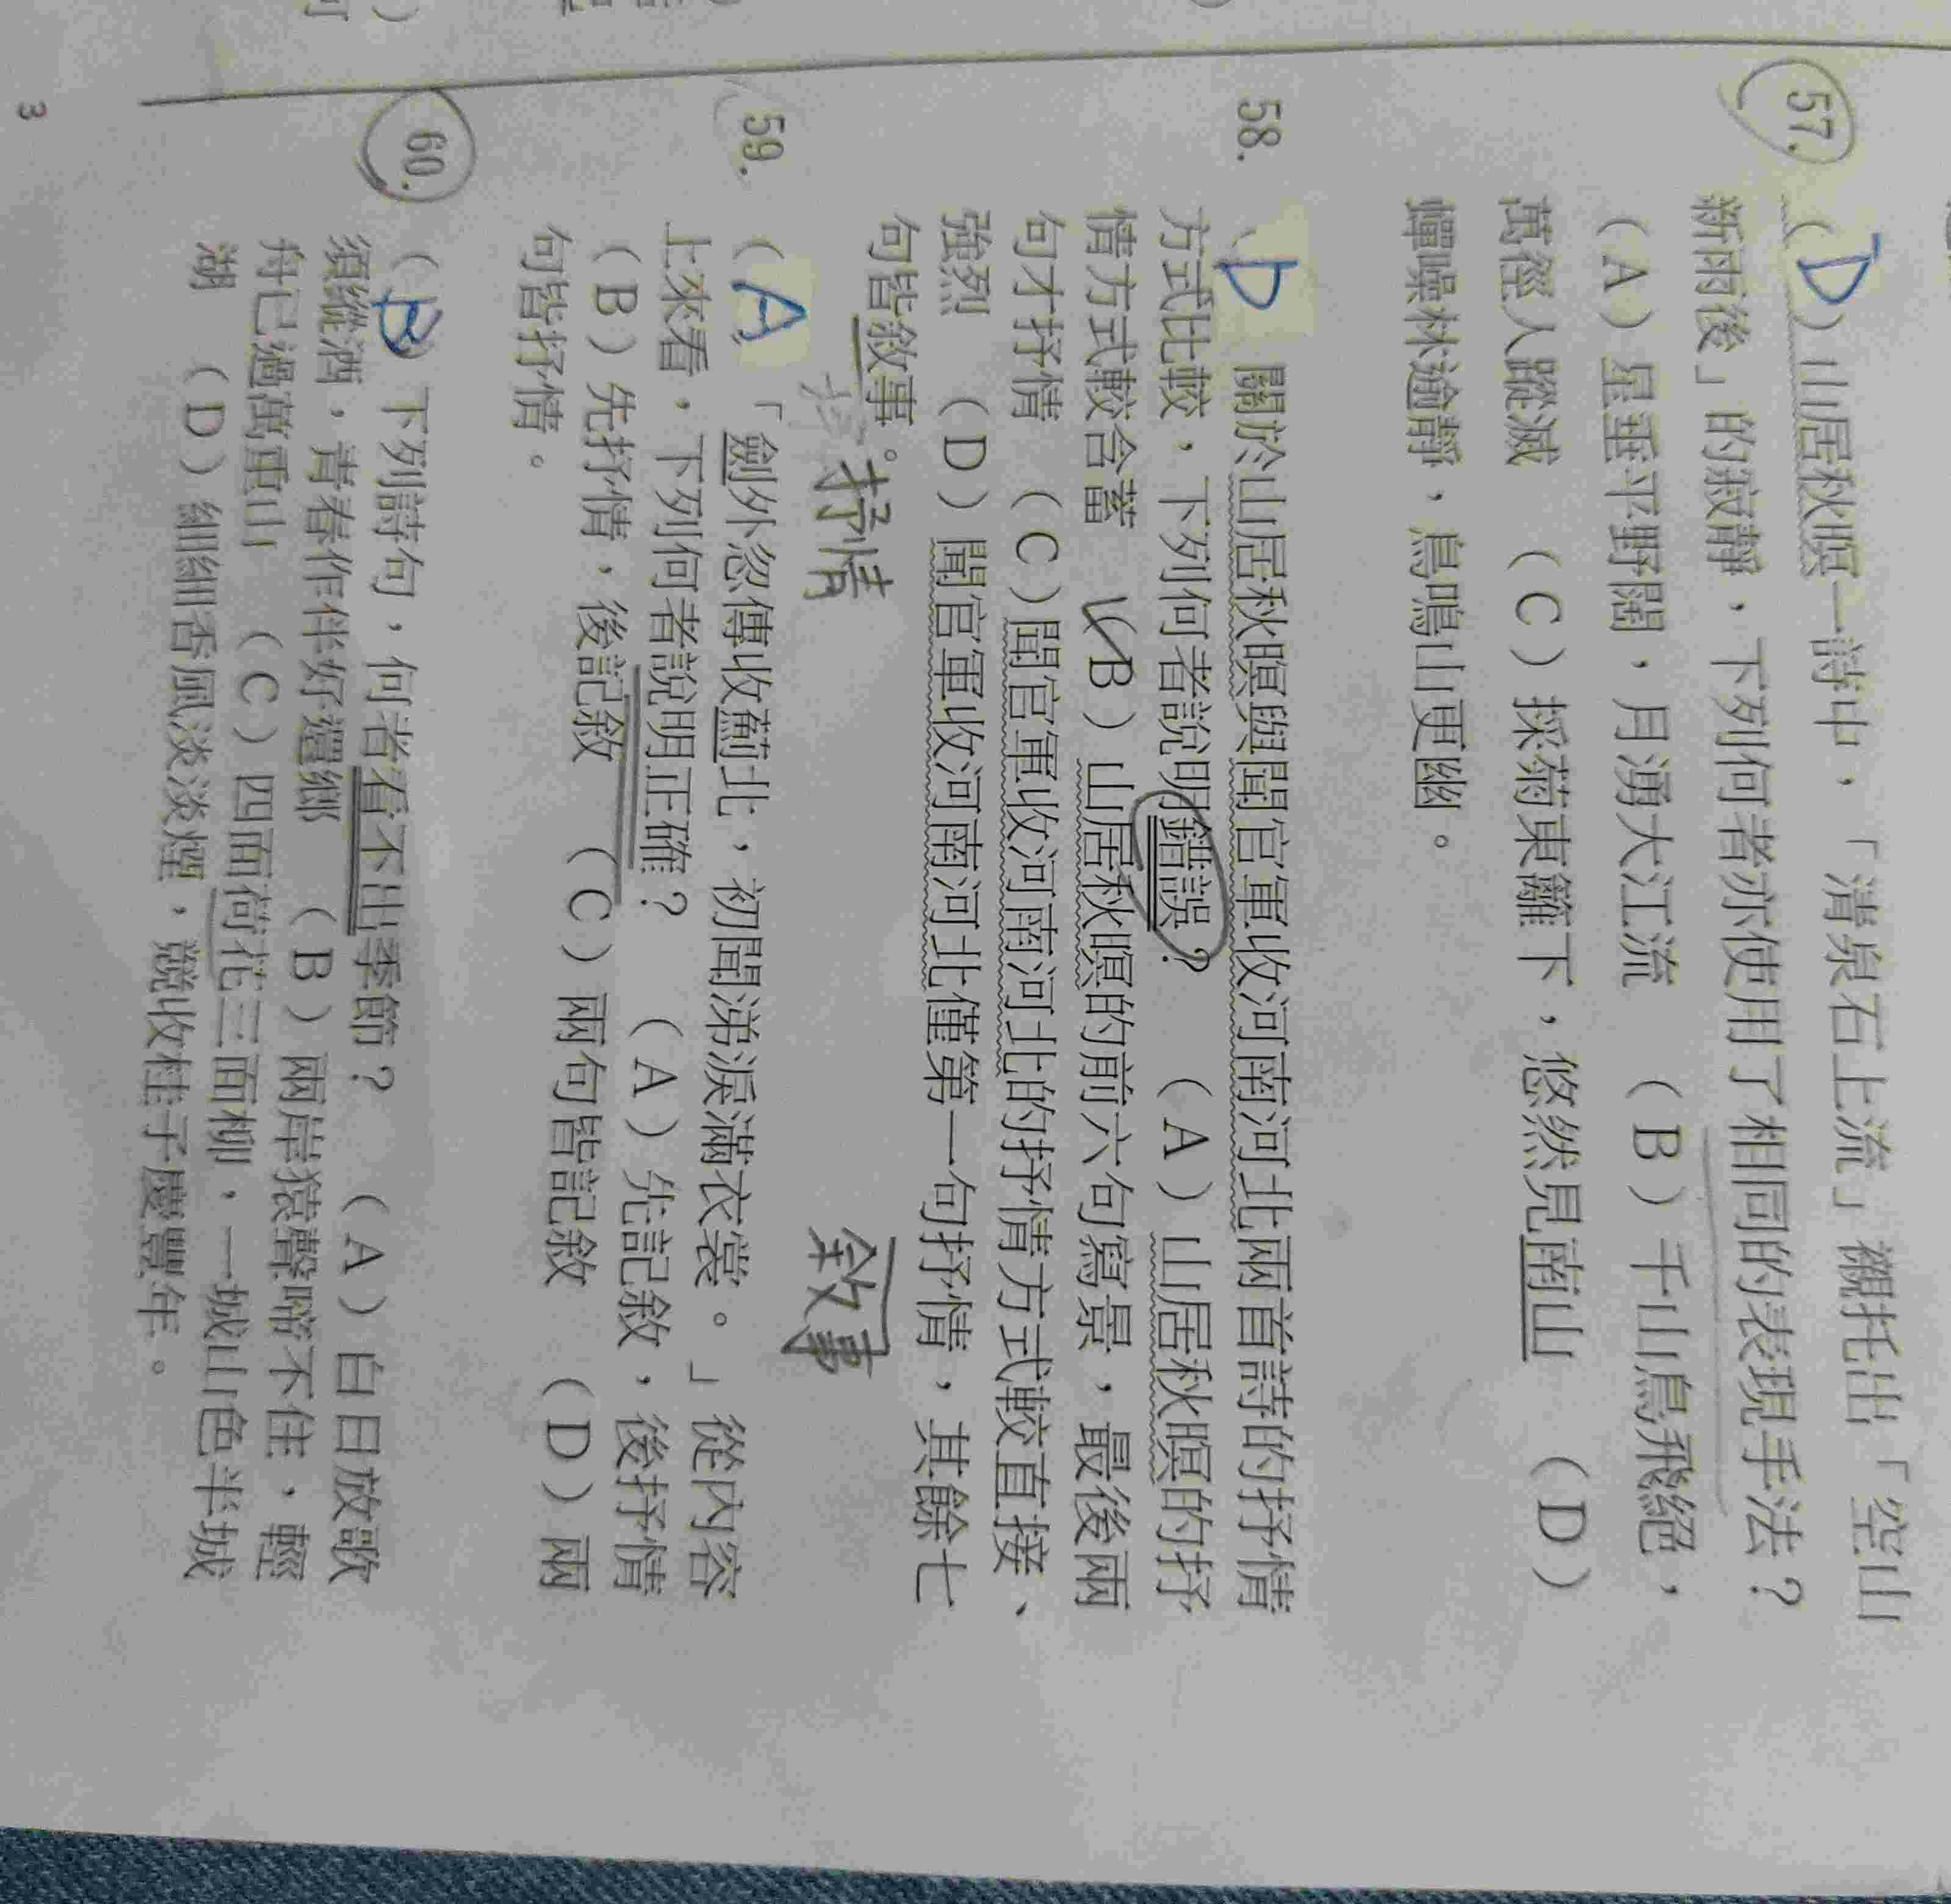 57. (D)山居秋暝一詩中，「清泉石上流」襯托出「空山
新雨後」的寂靜，下列何者亦使用了相同的表現手法？
（A）星垂平野闊，月湧大江流　（B）千山鳥飛絕，
萬徑人蹤滅　（C）採菊東籬下，悠然見南山　（D）
蟬噪林逾靜，鳥鳴山更幽。
58. D 關於山居秋暝與聞官軍收河南河北兩首詩的抒情
方式比較，下列何者說明錯誤？　（A）山居秋暝的抒
情方式較含蓄　（B）山居秋暝的前六句寫景，最後兩
句才抒情　（C）聞官軍收河南河北的抒情方式較直接、
強烈　（D）聞官軍收河南河北僅第一句抒情，其餘七
句皆敘事。
抒情　敘事
59. (A 「劍外忽傳收薊北，初聞涕淚滿衣裳。」從內容
上來看，下列何者說明正確？　（A）先記敘，後抒情
（B）先抒情，後記敘　（C）兩句皆記敘　（D）兩
句皆抒情。
60. (B) 下列詩句，何者看不出季節？　（A）白日放歌
須縱酒，青春作伴好還鄉　（B）兩岸猿聲啼不住，輕
舟已過萬重山　（C）四面荷花三面柳，一城山色半城
湖　（D）細細香風淡淡煙，競收桂子慶豐年。
3